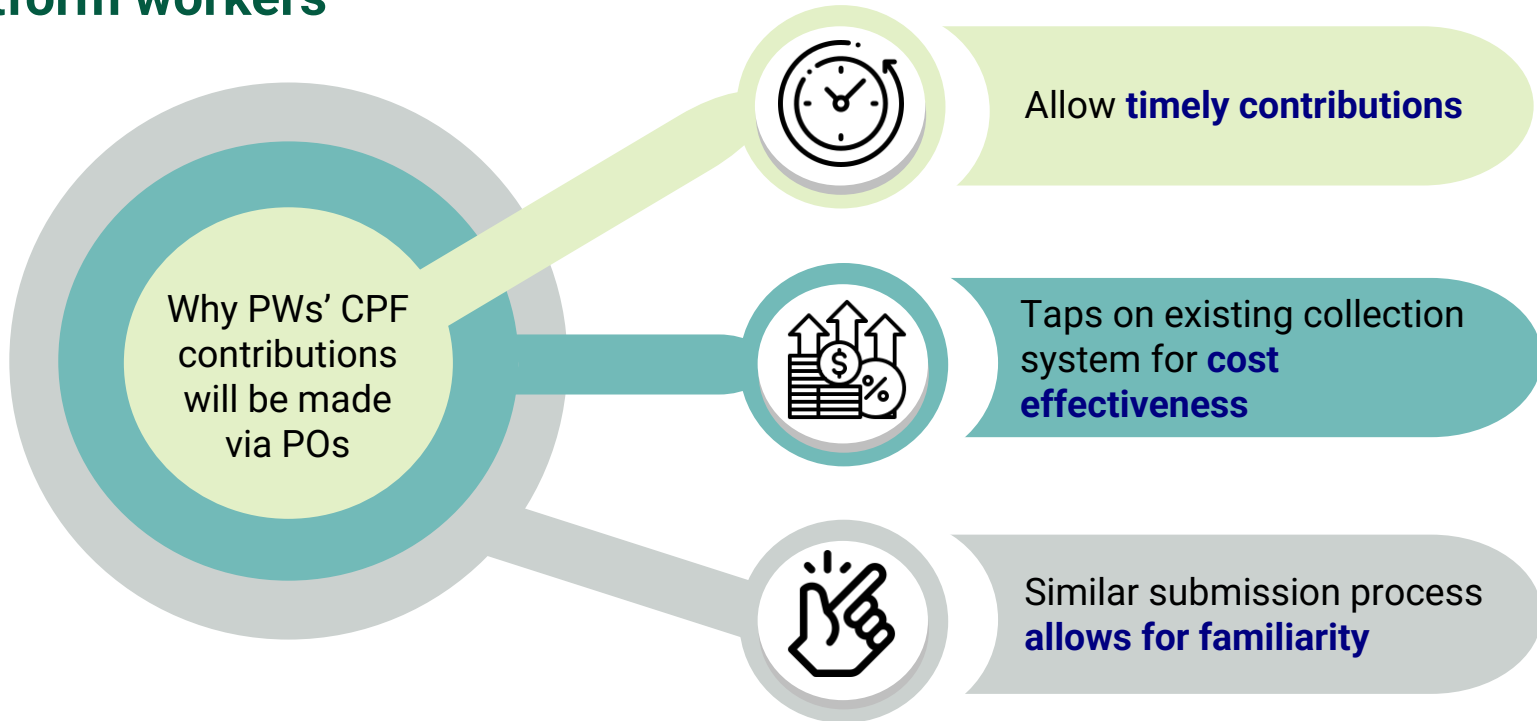 workers
Why PWs’ CPF
contributions
will be made
via POs
Allow timely contributions
$
%
Taps on existing collection
system for cost
effectiveness
Similar submission process
allows for familiarity